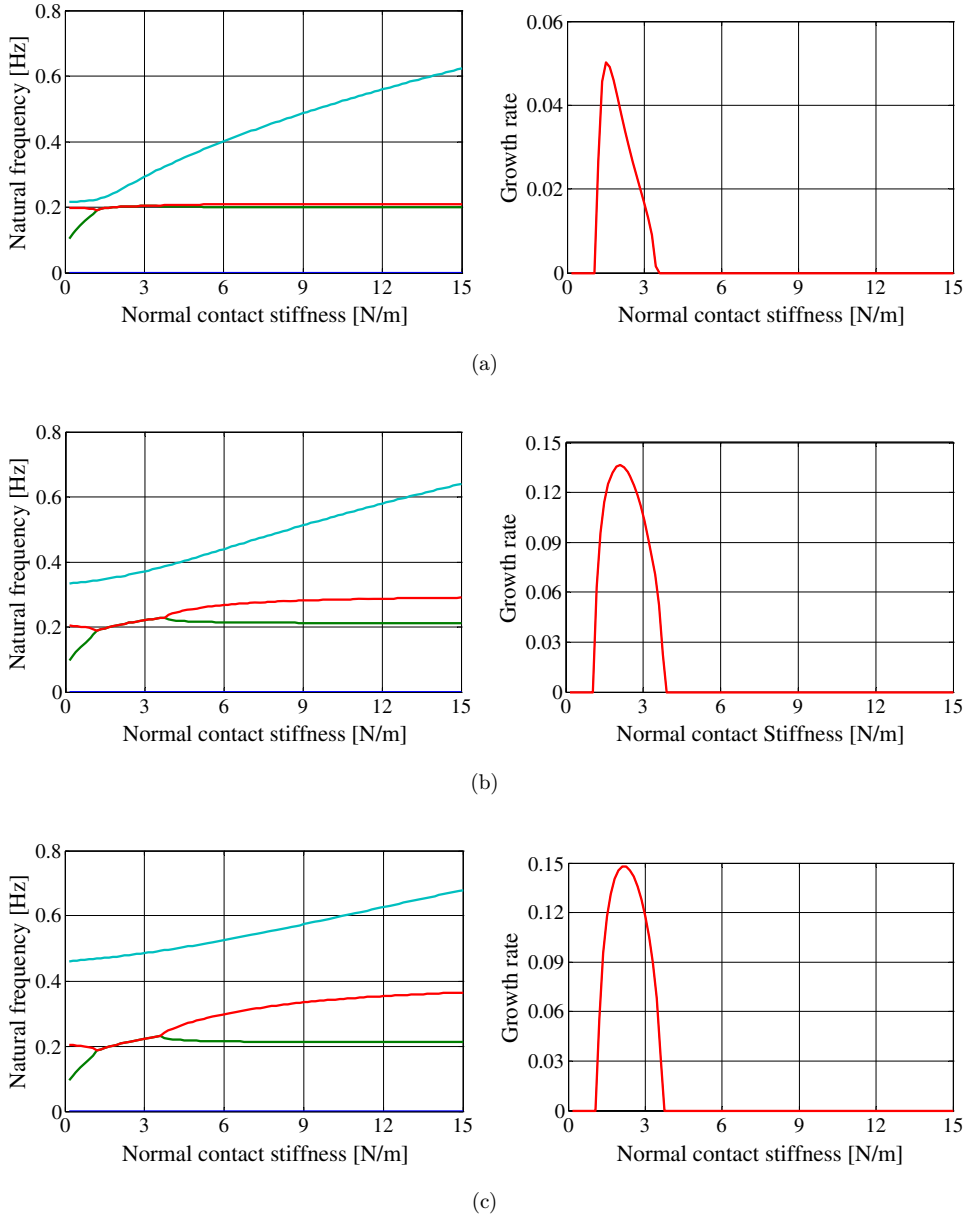 0.8
0.6
0.4
0.2
0
Natural frequency [Hz]
0 3 6 9 12 15
Normal contact stiffness [N/m]
0.06
0.04
0.02
0
Growth rate
0 3 6 9 12 15
Normal contact stiffness [N/m]
(a)
0.8
0.6
0.4
0.2
0
Natural frequency [Hz]
0 3 6 9 12 15
Normal contact stiffness [N/m]
0.15
0.12
0.09
0.06
0.03
0
Growth rate
0 3 6 9 12 15
Normal contact Stiffness [N/m]
(b)
0.8
0.6
0.4
0.2
0
Natural frequency [Hz]
0 3 6 9 12 15
Normal contact stiffness [N/m]
0.15
0.12
0.09
0.06
0.03
0
Growth rate
0 3 6 9 12 15
Normal contact stiffness [N/m]
(c)